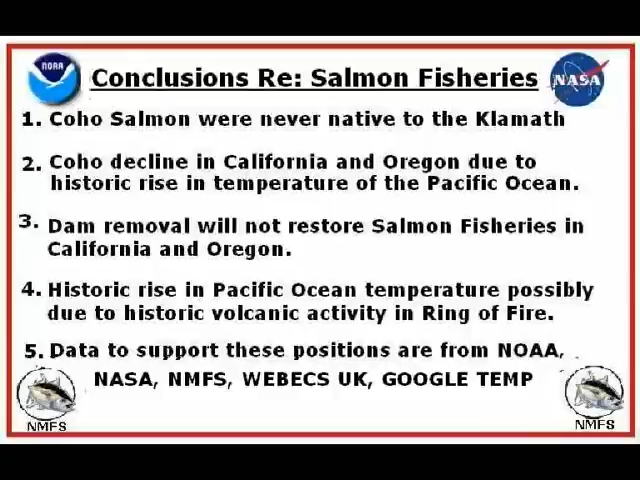 NOAA
Conclusions Re: Salmon Fisheries
NASA
1. Coho Salmon were never native to the Klamath
2. Coho decline in California and Oregon due to
historic rise in temperature of the Pacific Ocean.
3. Dam removal will not restore Salmon Fisheries in
California and Oregon.
4. Historic rise in Pacific Ocean temperature possibly
due to historic volcanic activity in Ring of Fire.
5. Data to support these positions are from NOAA,
NASA, NMFS, WEBECS UK, GOOGLE TEMP
NMFS
NMFS